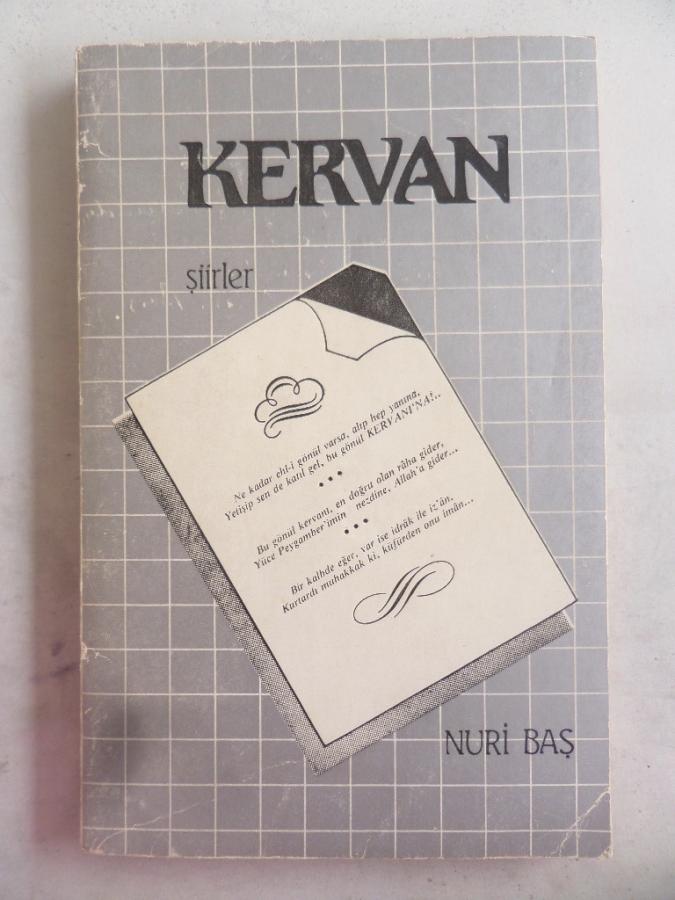 KERVAN
şiirler
Ne kadar ehl-i gönül varsa, alıp hep yanına,
Yetişip sen de katıl gel, bu gönül KERVANI'NA!..
•••
Bu gönül kervanı, en doğru olan râha gider,
Yüce Peygamber'imin nezdine, Allah'a gider...
•••
Bir kalbde eğer, var ise idrâk ile iz'ân,
Kurtardı muhakkak ki, küfürden onu imân...
NURİ BAŞ